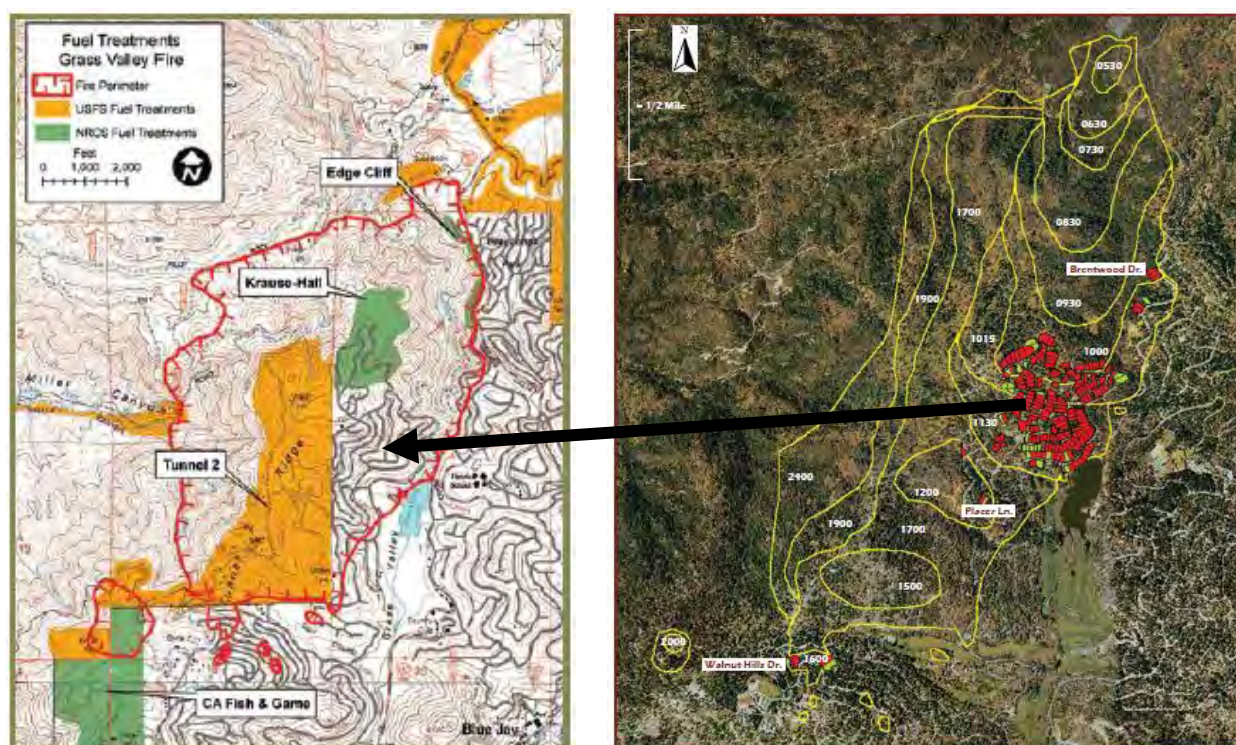 Fuel Treatments
Grass Valley Fire
Fire Perimeter
USFS Fuel Treatments
NRCS Fuel Treatments
Feet
0 1,000 2,000
N
Edge Cliff
Krause-Hall
Miller
Canyon
Tunnel 2
Ridge
Grass
Valley
CA Fish & Game
Blue Jay
N
1/2 Mile
0530
0630
0730
1700
0830
Brentwood Dr.
1900
0930
1015
1000
1130
2400
1200
Placer Ln.
1900
1700
1500
2000
Walnut Hills Dr.
1600